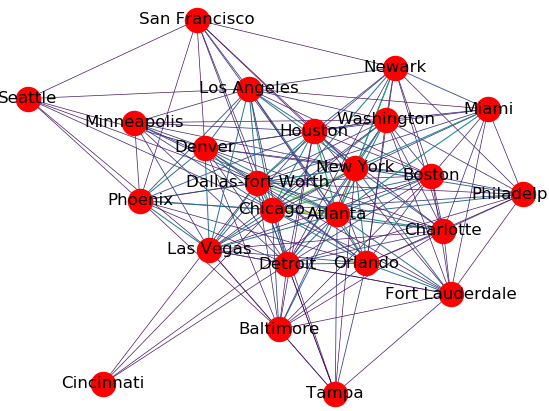 San Francisco
Newark
Los Angeles
Seattle
Miami
Minneapolis
Washington
Houston
Denver
New York
Boston
Dallas-fort Worth
Philadelp
Phoenix
Chicago
Atlanta
Charlotte
Las Vegas
Detroit
Orlando
Fort Lauderdale
Baltimore
Cincinnati
Tampa